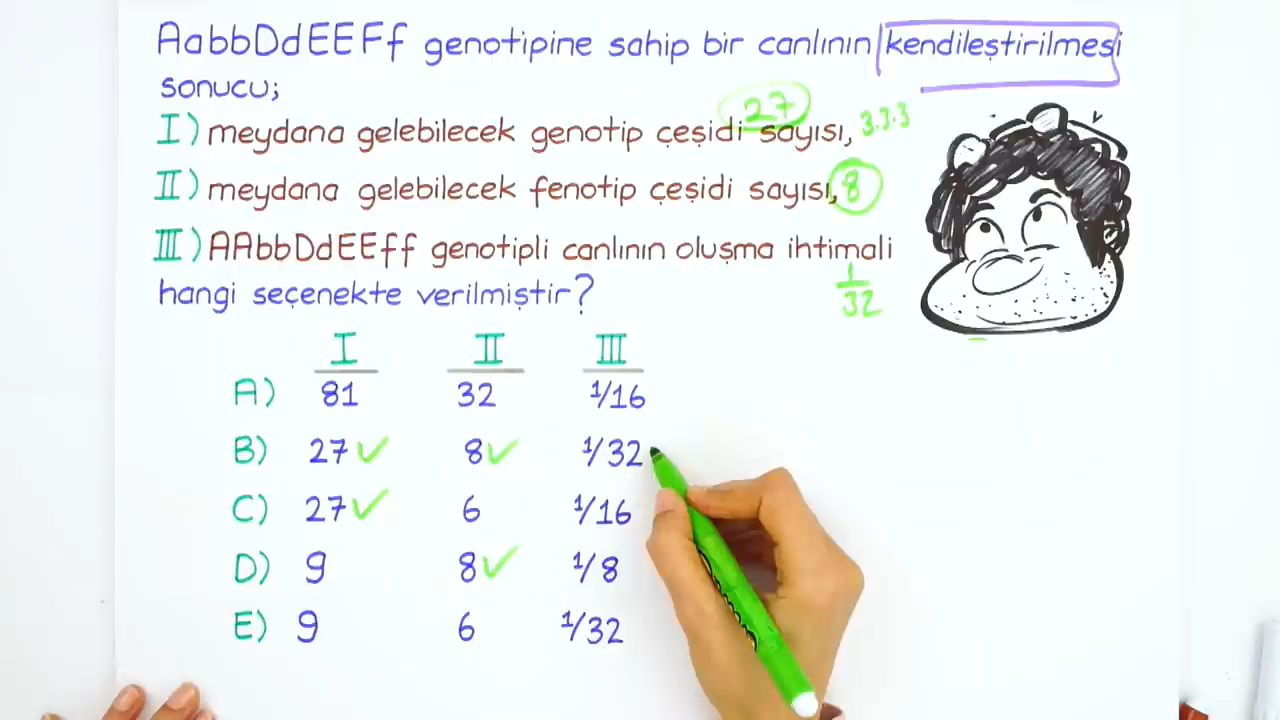 AabbDdEEFf genotipine sahip bir canlının kendileştirilmesi
sonucu;
27
I) meydana gelebilecek genotip çeşidi sayısı, 3.3.3
II) meydana gelebilecek fenotip çeşidi sayısı, 8
III) AAbbDdEEff genotipli canlının oluşma ihtimali
1/32
hangi seçenekte verilmiştir?
I II III
A) 81 32 1/16
B) 27 ✓ 8 ✓ 1/32
C) 27 ✓ 6 1/16
D) 9 8 ✓ 1/8
E) 9 6 1/32